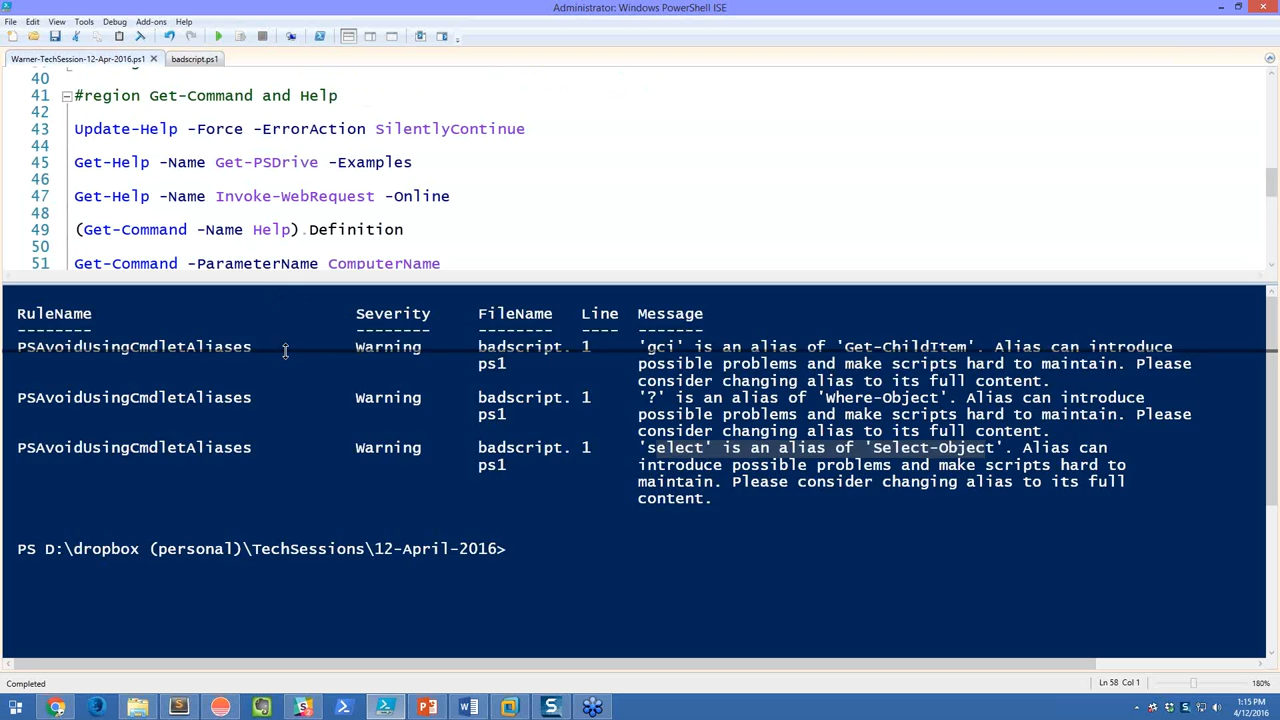 Administrator: Windows PowerShell ISE
File Edit View Tools Debug Add-ons Help
Warner-TechSession-12-Apr-2016.ps1 badscript.ps1
40
41 #region Get-Command and Help
42
43 Update-Help -Force -ErrorAction SilentlyContinue
44
45 Get-Help -Name Get-PSDrive -Examples
46
47 Get-Help -Name Invoke-WebRequest -Online
48
49 (Get-Command -Name Help).Definition
50
51 Get-Command -ParameterName ComputerName
RuleName Severity FileName Line Message
-------- -------- -------- ---- -------
PSAvoidUsingCmdletAliases Warning badscript. 1 'gci' is an alias of 'Get-ChildItem'. Alias can introduce
ps1 possible problems and make scripts hard to maintain. Please
consider changing alias to its full content.
PSAvoidUsingCmdletAliases Warning badscript. 1 '?' is an alias of 'Where-Object'. Alias can introduce
ps1 possible problems and make scripts hard to maintain. Please
consider changing alias to its full content.
PSAvoidUsingCmdletAliases Warning badscript. 1 'select' is an alias of 'Select-Object'. Alias can
ps1 introduce possible problems and make scripts hard to
maintain. Please consider changing alias to its full
content.
PS D:\dropbox (personal)\TechSessions\12-April-2016>
Completed Ln 58 Col 1 180%
1:15 PM
4/12/2016